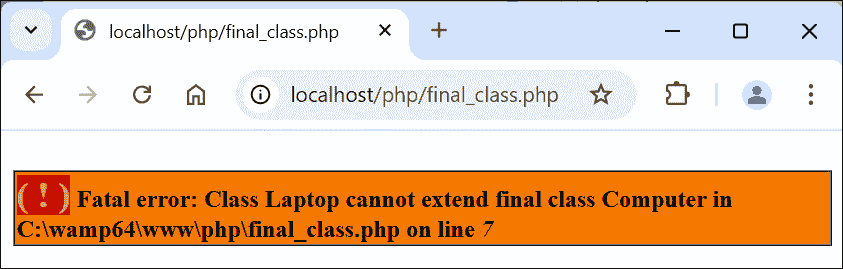 localhost/php/final_class.php
localhost/php/final_class.php
( ! ) Fatal error: Class Laptop cannot extend final class Computer in
C:\wamp64\www\php\final_class.php on line 7